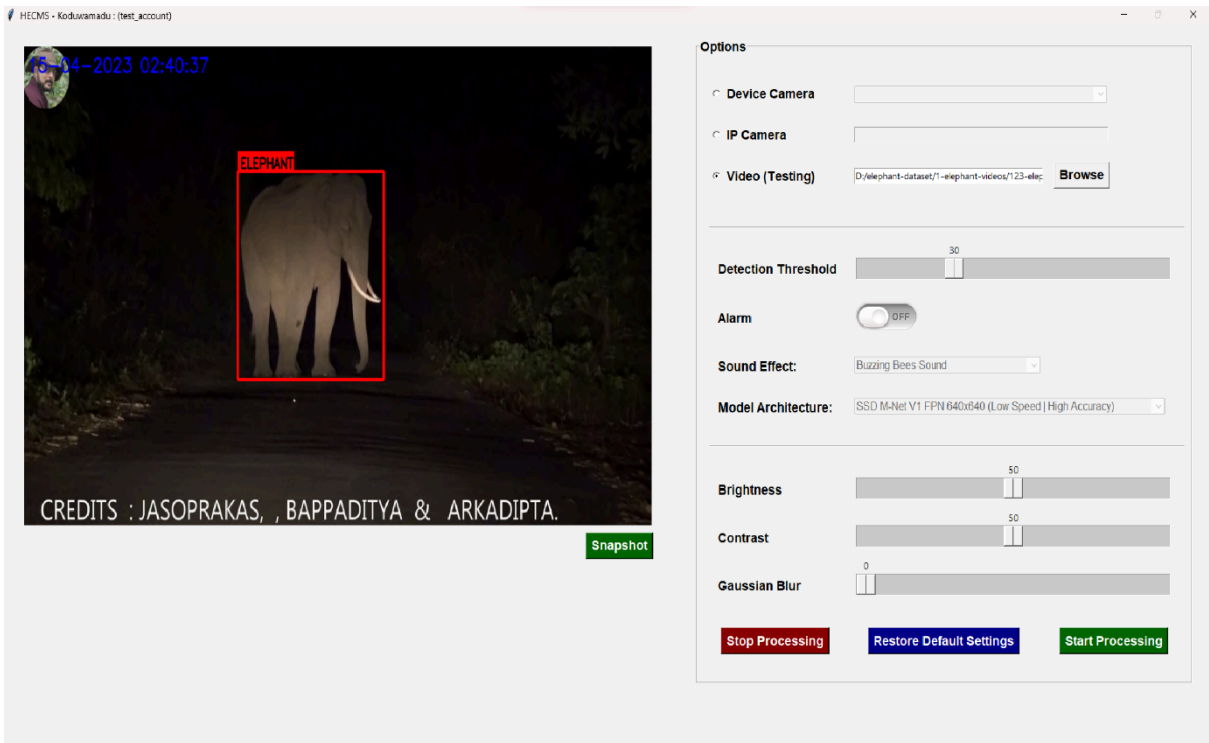 HECMS - Koduwamadu : (test_account)
15-04-2023 02:40:37
ELEPHANT
CREDITS : JASOPRAKAS, , BAPPADITYA & ARKADIPTA.
Snapshot
Options
Device Camera
IP Camera
Video (Testing) D:/elephant-dataset/1-elephant-videos/123-elep Browse
30
Detection Threshold
Alarm OFF
Sound Effect: Buzzing Bees Sound
Model Architecture: SSD M-Net V1 FPN 640x640 (Low Speed | High Accuracy)
50
Brightness
50
Contrast
0
Gaussian Blur
Stop Processing Restore Default Settings Start Processing